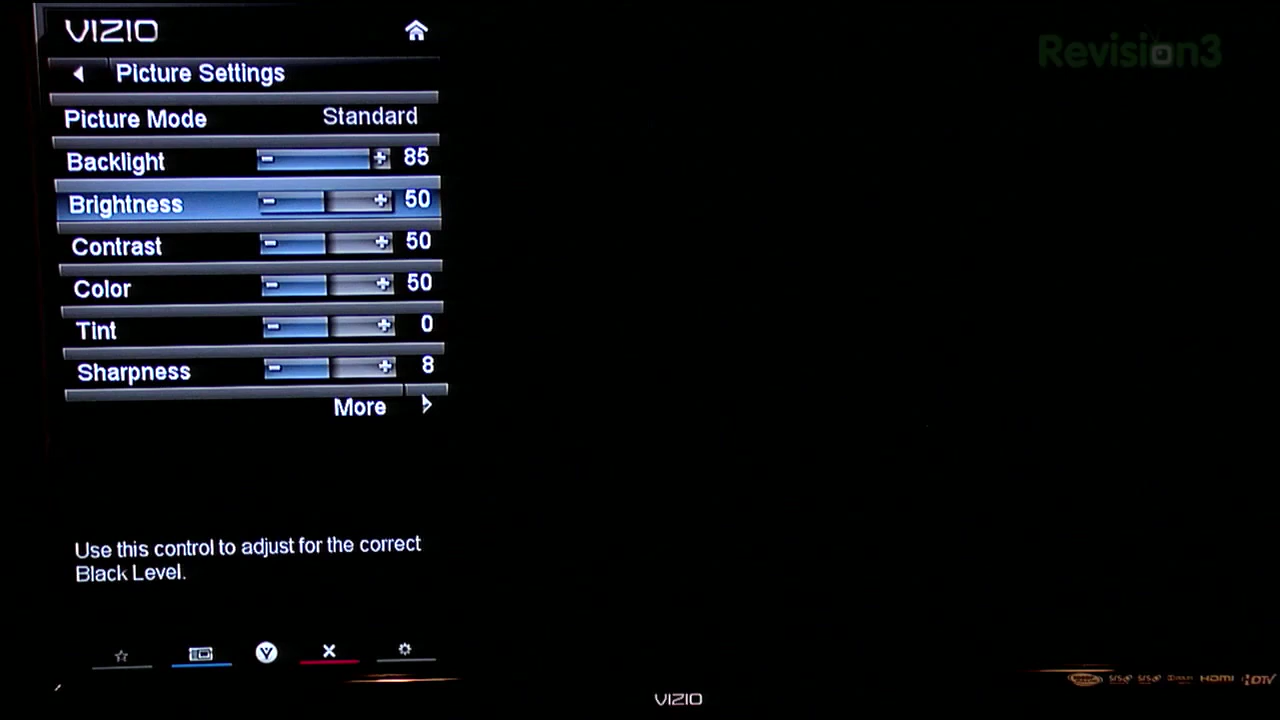 VIZIO
Revision3
Picture Settings
Picture Mode Standard
Backlight - + 85
Brightness - + 50
Contrast - + 50
Color - + 50
Tint - + 0
Sharpness - + 8
More
Use this control to adjust for the correct
Black Level.
V
VIZIO
HDMI HDTV